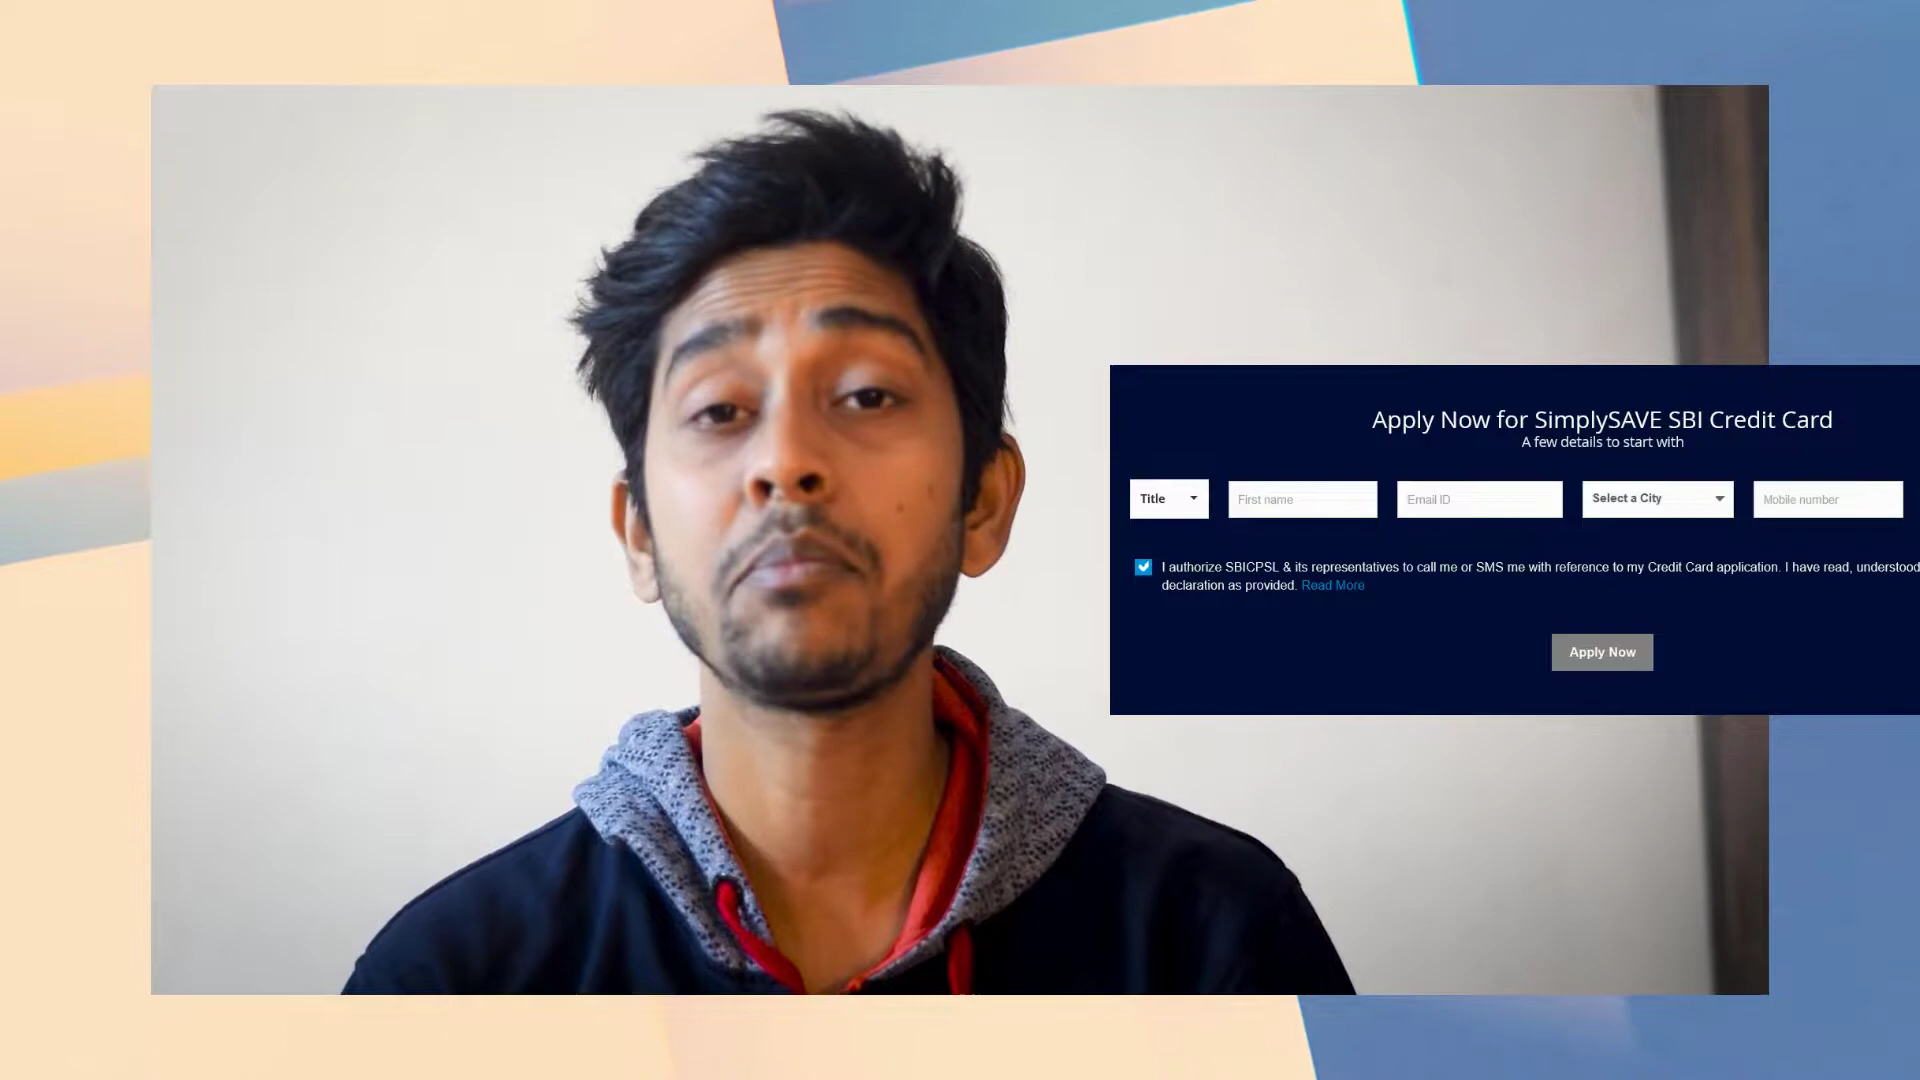 Apply Now for SimplySAVE SBI Credit Card
A few details to start with
Title First name Email ID Select a City Mobile number
I authorize SBICPSL & its representatives to call me or SMS me with reference to my Credit Card application. I have read, understood
declaration as provided. Read More
Apply Now